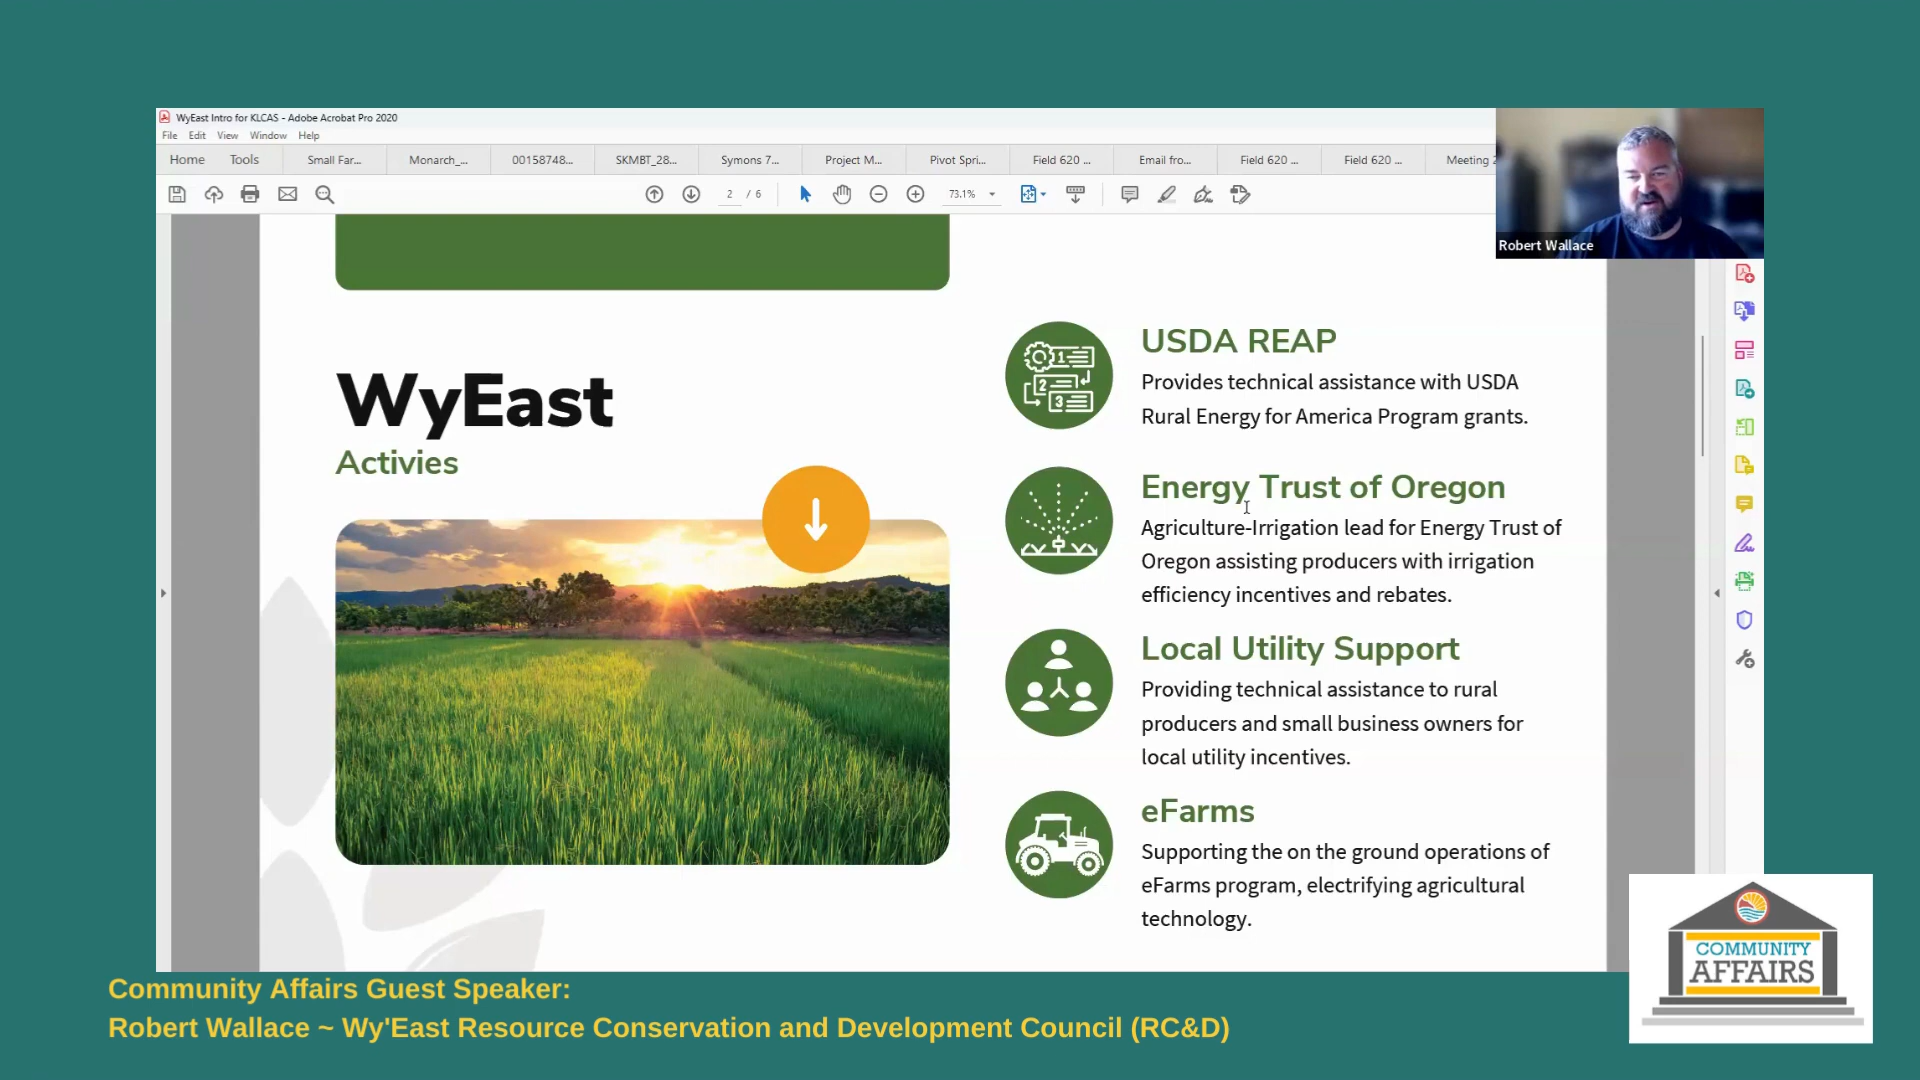 WyEast Intro for KLCAS - Adobe Acrobat Pro 2020
File Edit View Window Help
Home Tools Small Far... Monarch_... 00158748... SKMBT_28... Symons 7... Project M... Pivot Spri... Field 620 ... Email fro... Field 620 ... Field 620 ... Meeting 2
2 / 6 73.1%
Robert Wallace
WyEast
Activies
USDA REAP
Provides technical assistance with USDA
Rural Energy for America Program grants.
Energy Trust of Oregon
Agriculture-Irrigation lead for Energy Trust of
Oregon assisting producers with irrigation
efficiency incentives and rebates.
Local Utility Support
Providing technical assistance to rural
producers and small business owners for
local utility incentives.
eFarms
Supporting the on the ground operations of
eFarms program, electrifying agricultural
technology.
1
2
3
COMMUNITY
AFFAIRS
Community Affairs Guest Speaker:
Robert Wallace ~ Wy'East Resource Conservation and Development Council (RC&D)